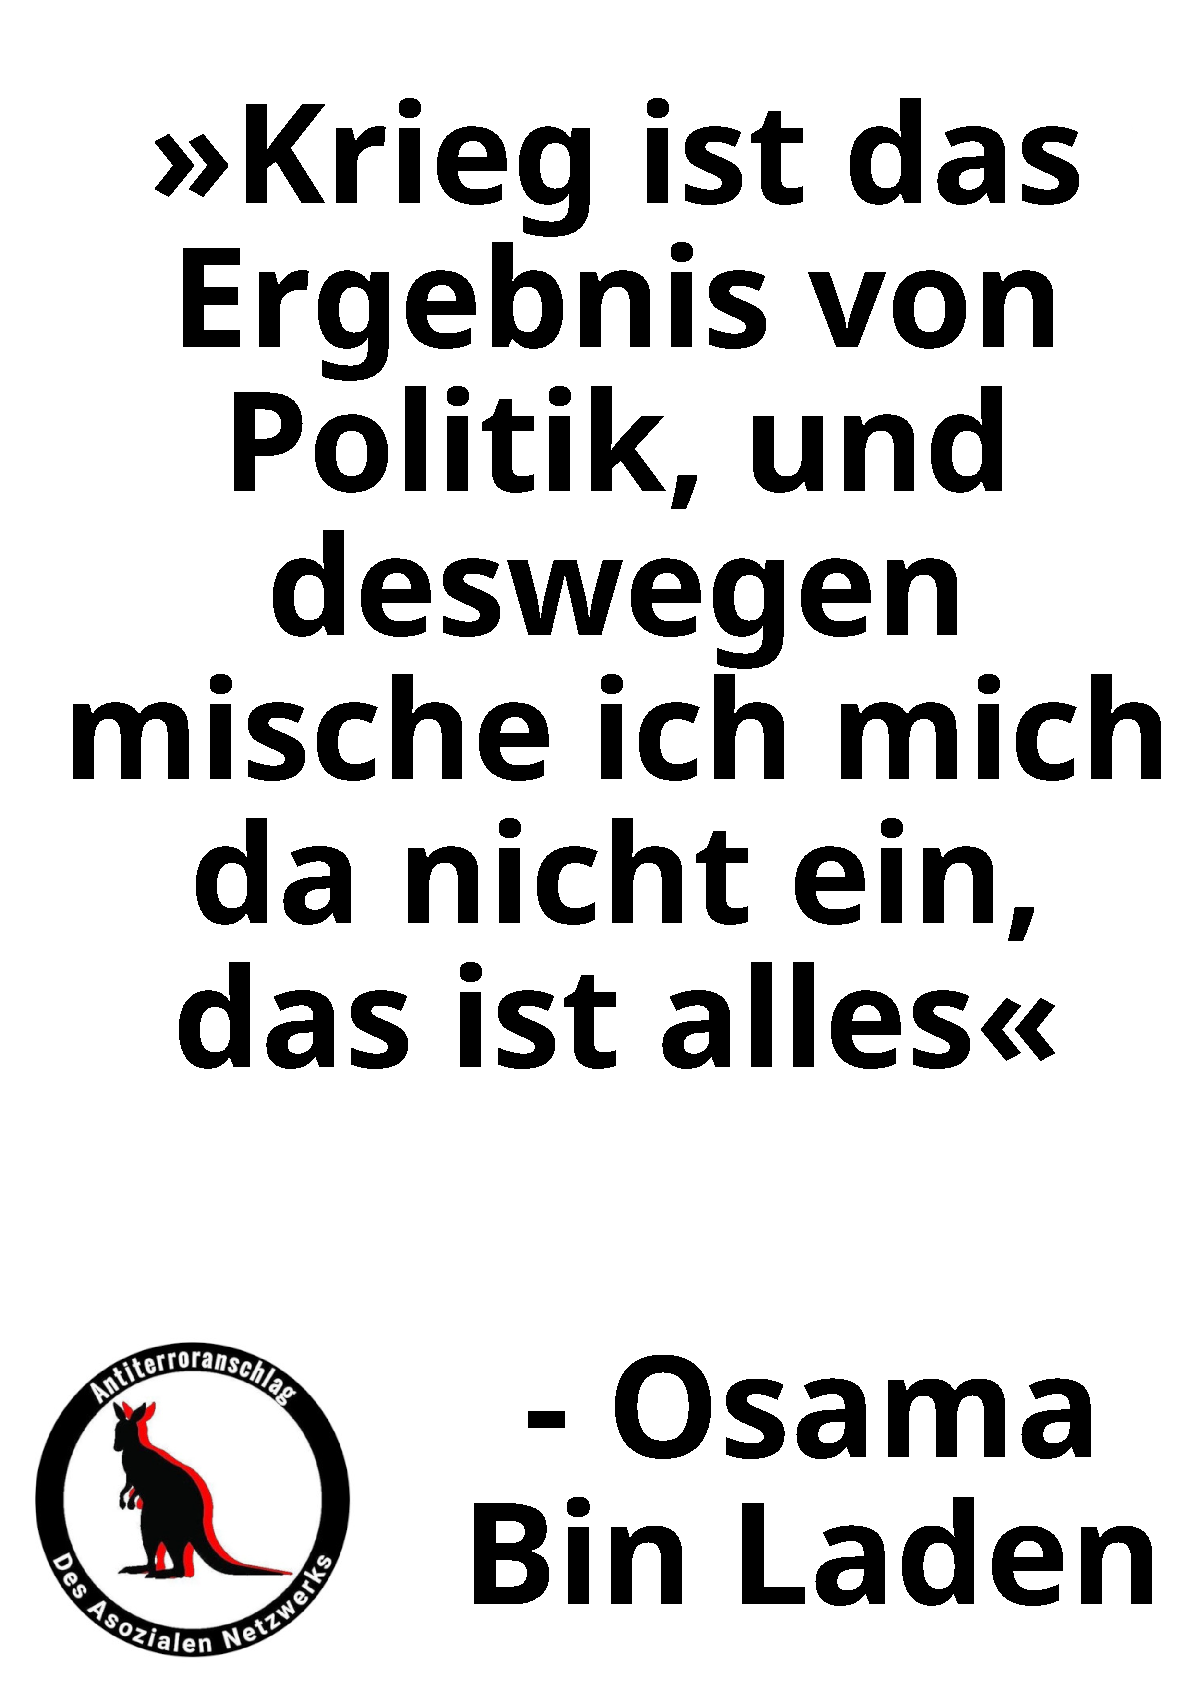 »Krieg ist das
Ergebnis von
Politik, und
deswegen
mische ich mich
da nicht ein,
das ist alles«
- Osama
Bin Laden
Antiterroranschlag
Des Asozialen Netzwerks